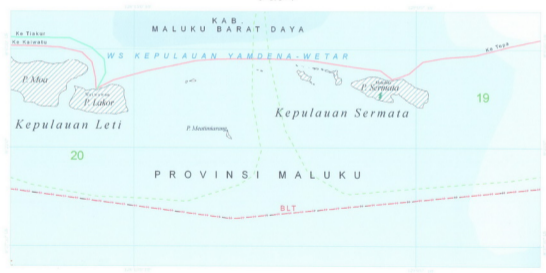 KAB.
MALUKU BARAT DAYA
Ke Tiakur
Ke Kaiwatu
WS KEPULAUAN YAMDENA-WETAR
Ke Tepa
P. Moa
P. Lakor
P. Sermata
19
Kepulauan Leti
Kepulauan Sermata
P. Meatimiarang
20
PROVINSI MALUKU
BLT